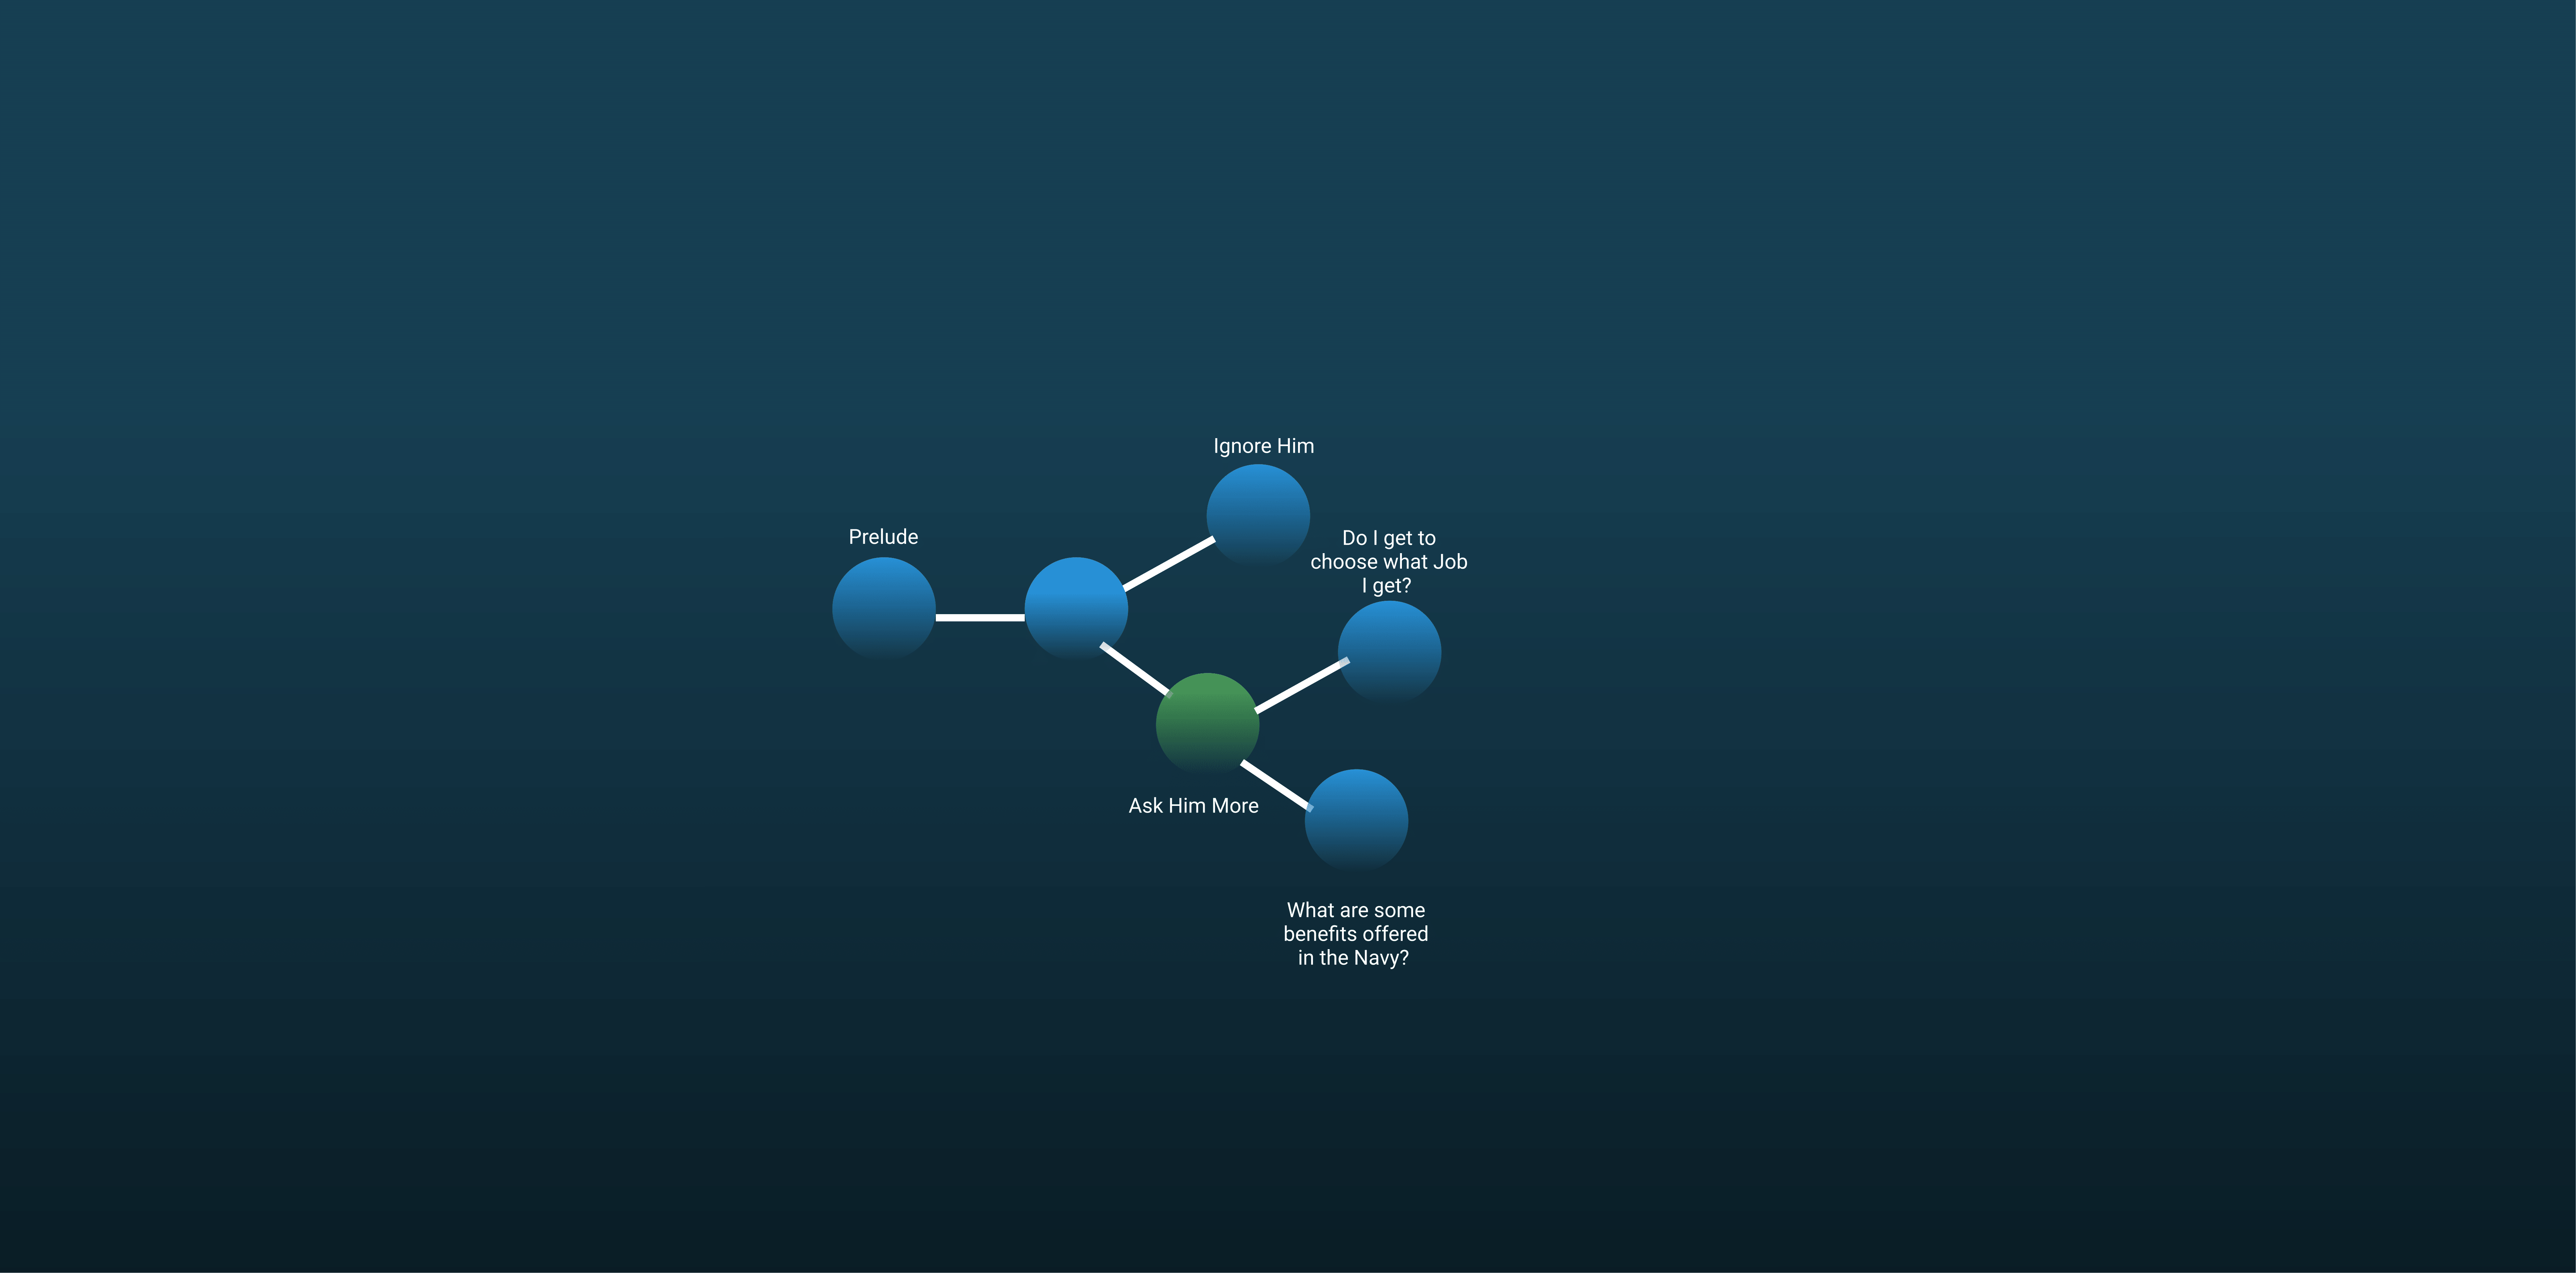 Ignore Him
Prelude
Do I get to
choose what Job
I get?
Ask Him More
What are some
benefits offered
in the Navy?